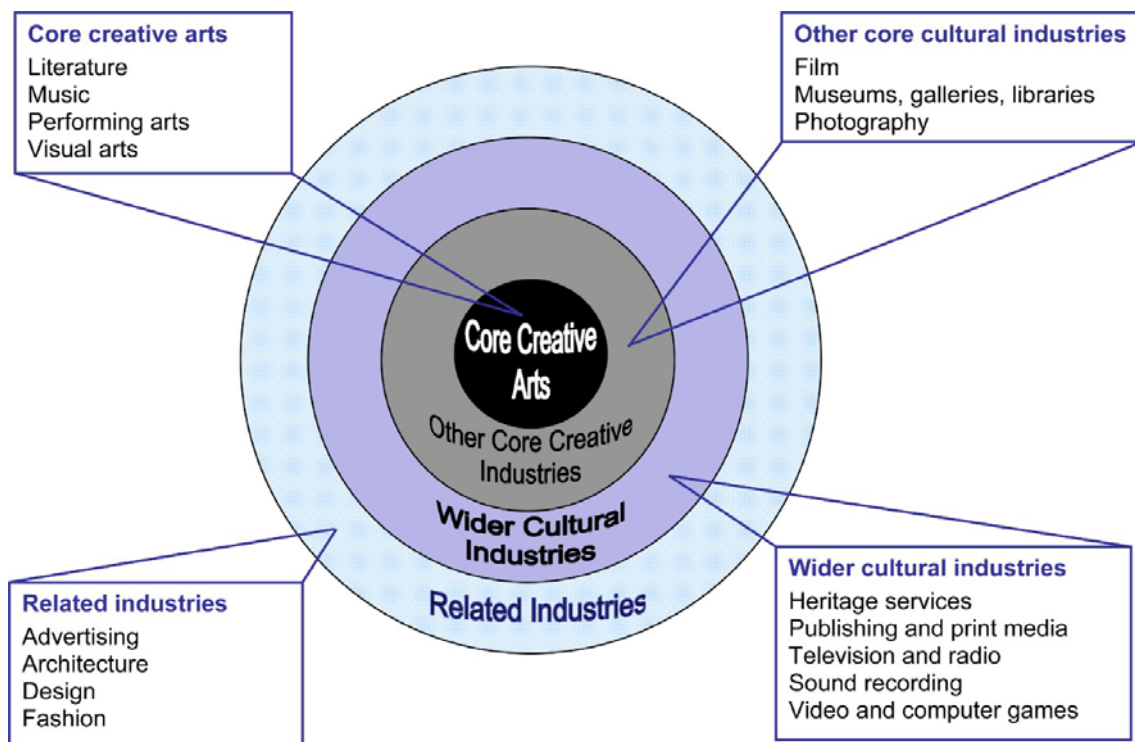 Core creative arts
Literature
Music
Performing arts
Visual arts
Other core cultural industries
Film
Museums, galleries, libraries
Photography
Core Creative
Arts
Other Core Creative
Industries
Wider Cultural
Industries
Related Industries
Related industries
Advertising
Architecture
Design
Fashion
Wider cultural industries
Heritage services
Publishing and print media
Television and radio
Sound recording
Video and computer games